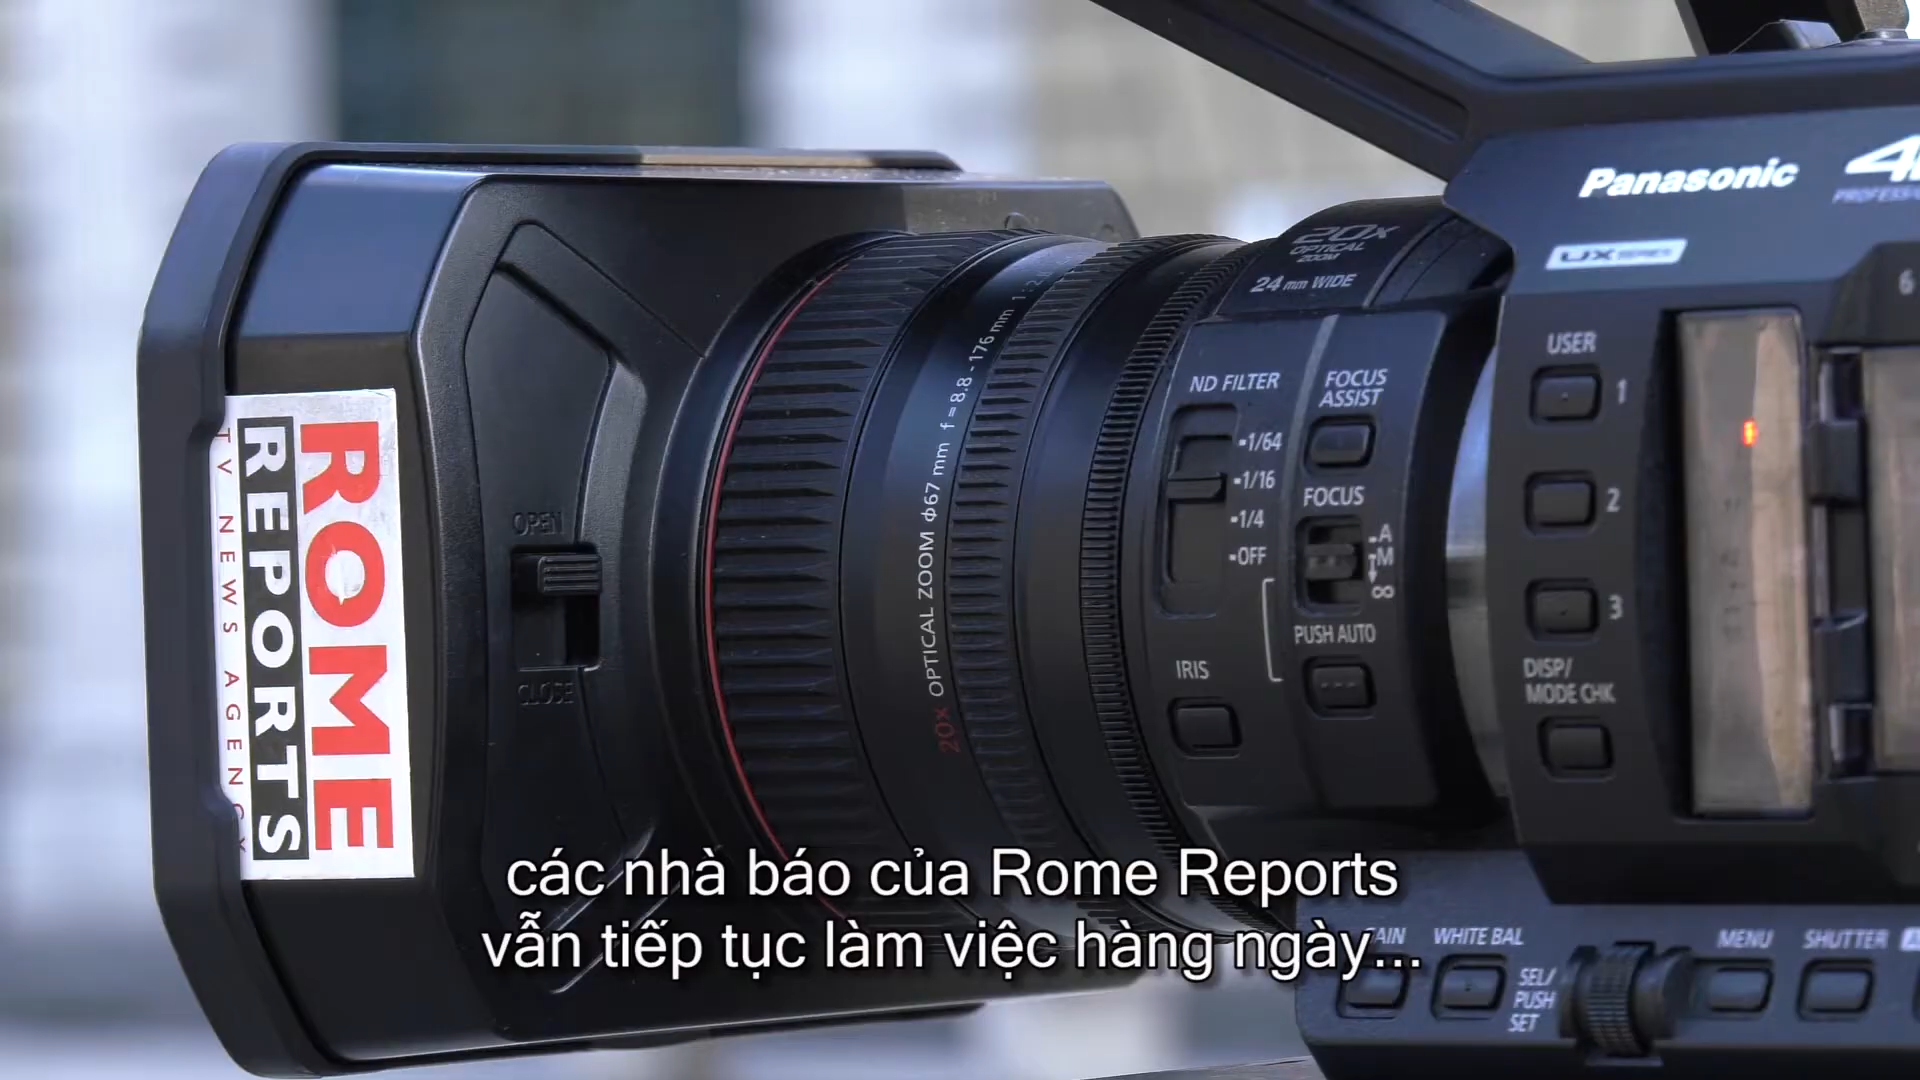 Panasonic
UX SERIES
20x
OPTICAL
ZOOM
24 mm WIDE
ND FILTER
1/64
1/16
1/4
OFF
FOCUS
ASSIST
FOCUS
A
M
∞
PUSH AUTO
IRIS
USER
1
2
3
DISP/
MODE CHK
6
OPEN
CLOSE
ROME
REPORTS
TV NEWS AGENCY
20x OPTICAL ZOOM Φ67 mm f = 8.8 - 176 mm
WHITE BAL
MENU
SHUTTER
SEL/
PUSH
SET
các nhà báo của Rome Reports
vẫn tiếp tục làm việc hàng ngày...